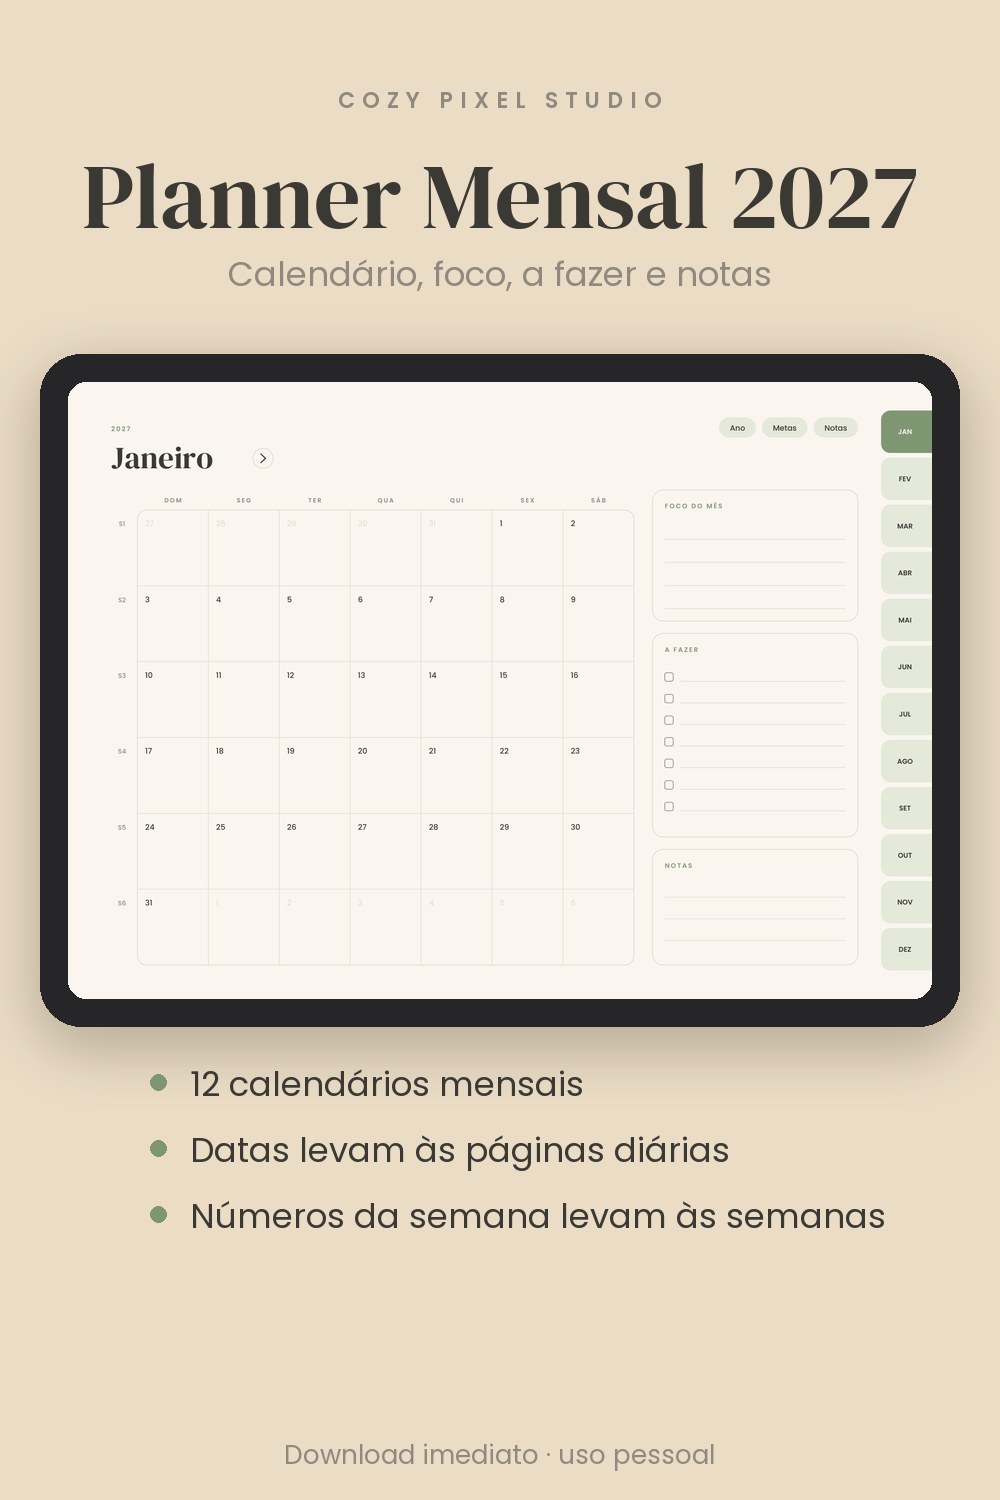 COZY PIXEL STUDIO
Planner Mensal 2027
Calendário, foco, a fazer e notas
2027
Janeiro
Ano Metas Notas
DOM SEG TER QUA QUI SEX SÁB
S1 27 28 29 30 31 1 2
S2 3 4 5 6 7 8 9
S3 10 11 12 13 14 15 16
S4 17 18 19 20 21 22 23
S5 24 25 26 27 28 29 30
S6 31 1 2 3 4 5 6
FOCO DO MÊS
A FAZER
NOTAS
JAN
FEV
MAR
ABR
MAI
JUN
JUL
AGO
SET
OUT
NOV
DEZ
12 calendários mensais
Datas levam às páginas diárias
Números da semana levam às semanas
Download imediato · uso pessoal